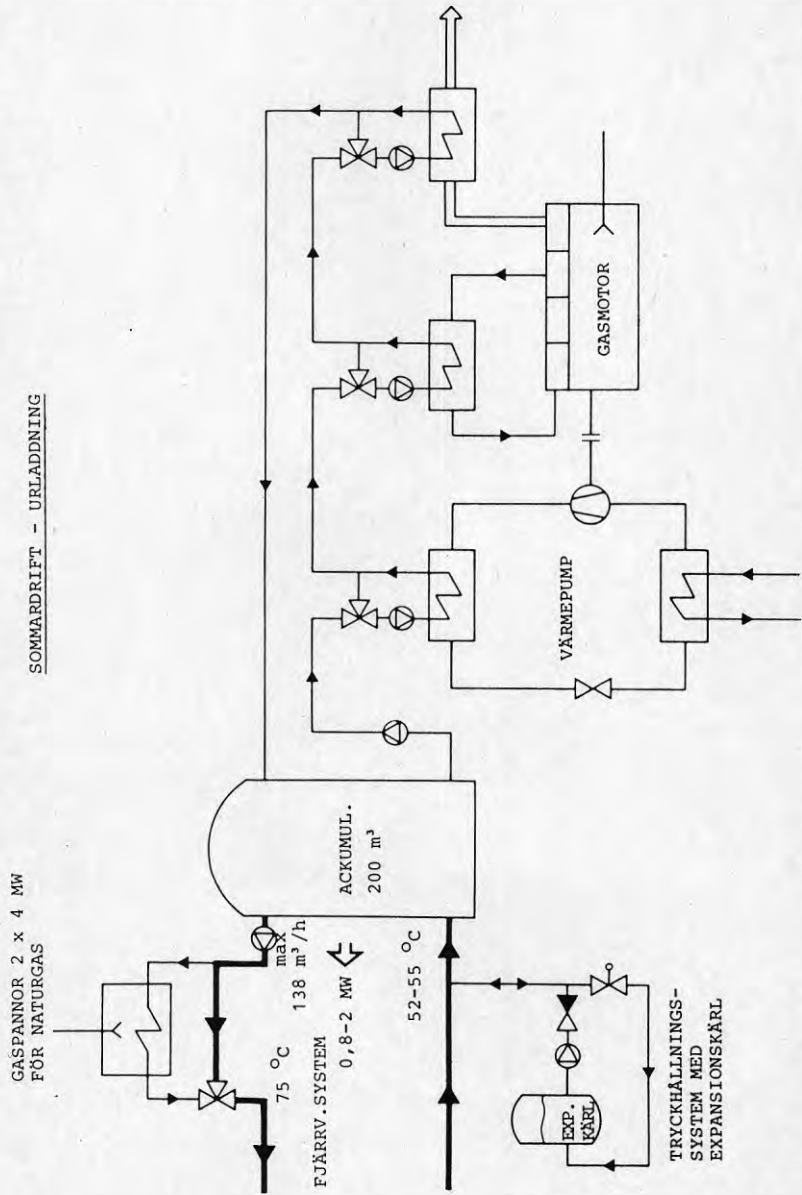 SOMMARDRIFT - URLADDNING
GASPANNOR 2 x 4 MW
FÖR NATURGAS
75 °C
max
138 m³/h
FJÄRRV.SYSTEM
0,8-2 MW
52-55 °C
ACKUMUL.
200 m³
VÄRMEPUMP
GASMOTOR
EXP.
KÄRL
TRYCKHÅLLNINGS-
SYSTEM MED
EXPANSIONSKÄRL